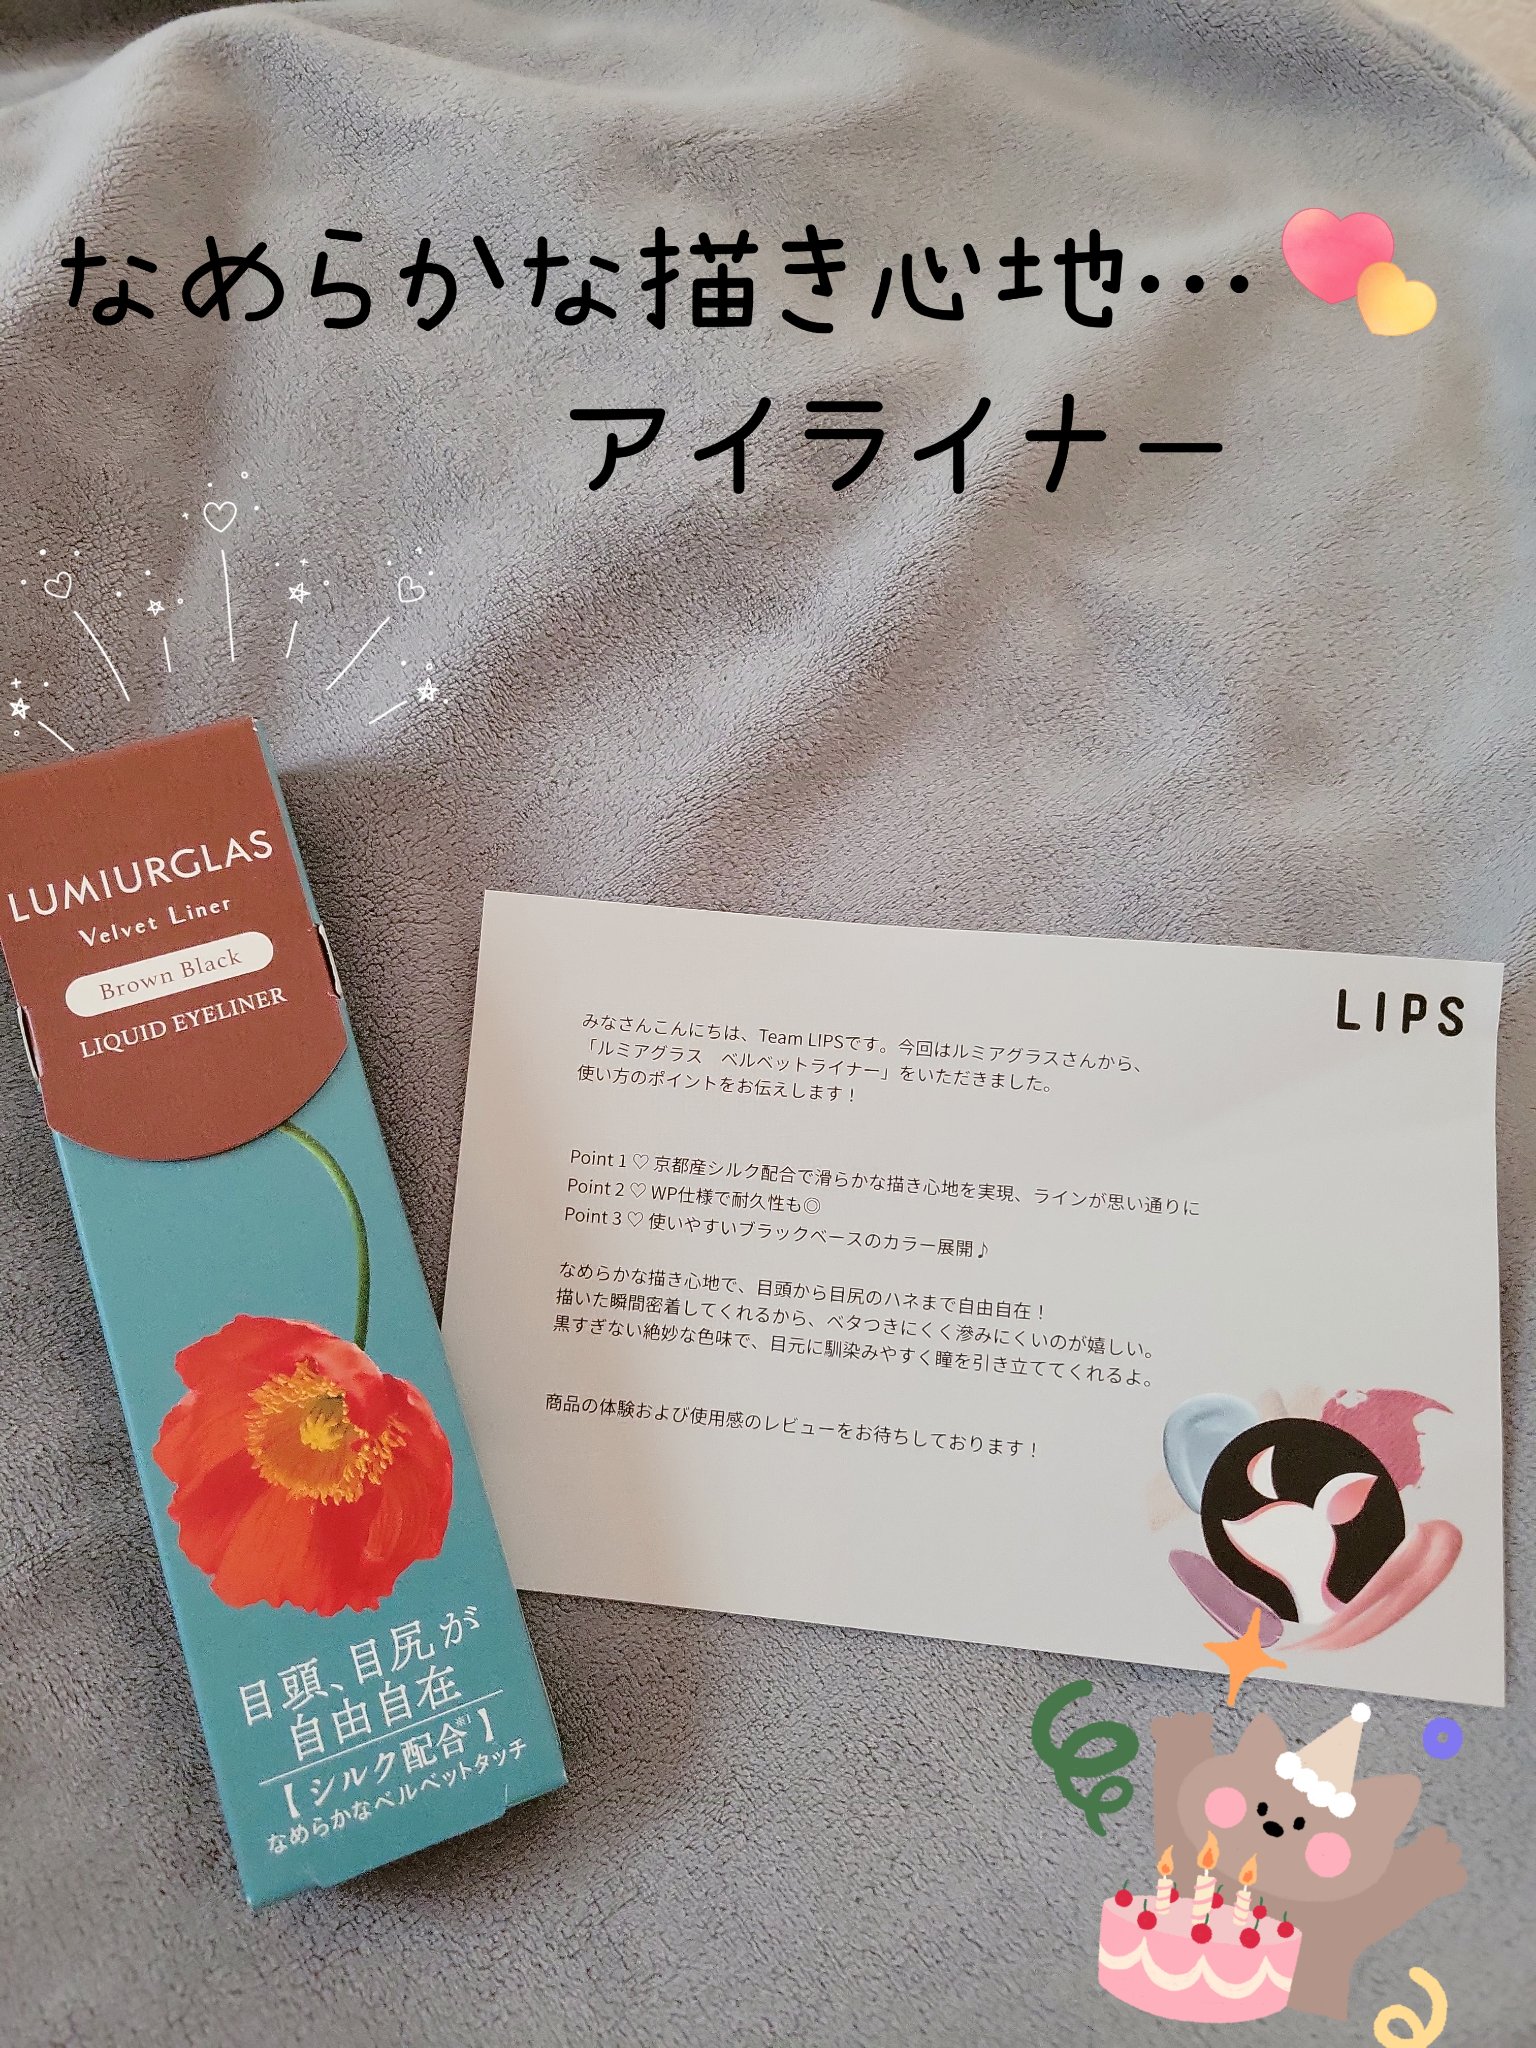 なめらかな描き心地…
アイライナー
LUMIURGLAS
Velvet Liner
Brown Black
LIQUID EYELINER
目頭、目尻が
自由自在
【シルク配合※1】
なめらかなベルベットタッチ
LIPS
みなさんこんにちは、Team LIPSです。今回はルミアグラスさんから、
「ルミアグラス　ベルベットライナー」をいただきました。
使い方のポイントをお伝えします！
Point 1 ♡ 京都産シルク配合で滑らかな描き心地を実現、ラインが思い通りに
Point 2 ♡ WP仕様で耐久性も◎
Point 3 ♡ 使いやすいブラックベースのカラー展開♪
なめらかな描き心地で、目頭から目尻のハネまで自由自在！
描いた瞬間密着してくれるから、ベタつきにくく滲みにくいのが嬉しい。
黒すぎない絶妙な色味で、目元に馴染みやすく瞳を引き立ててくれるよ。
商品の体験および使用感のレビューをお待ちしております！